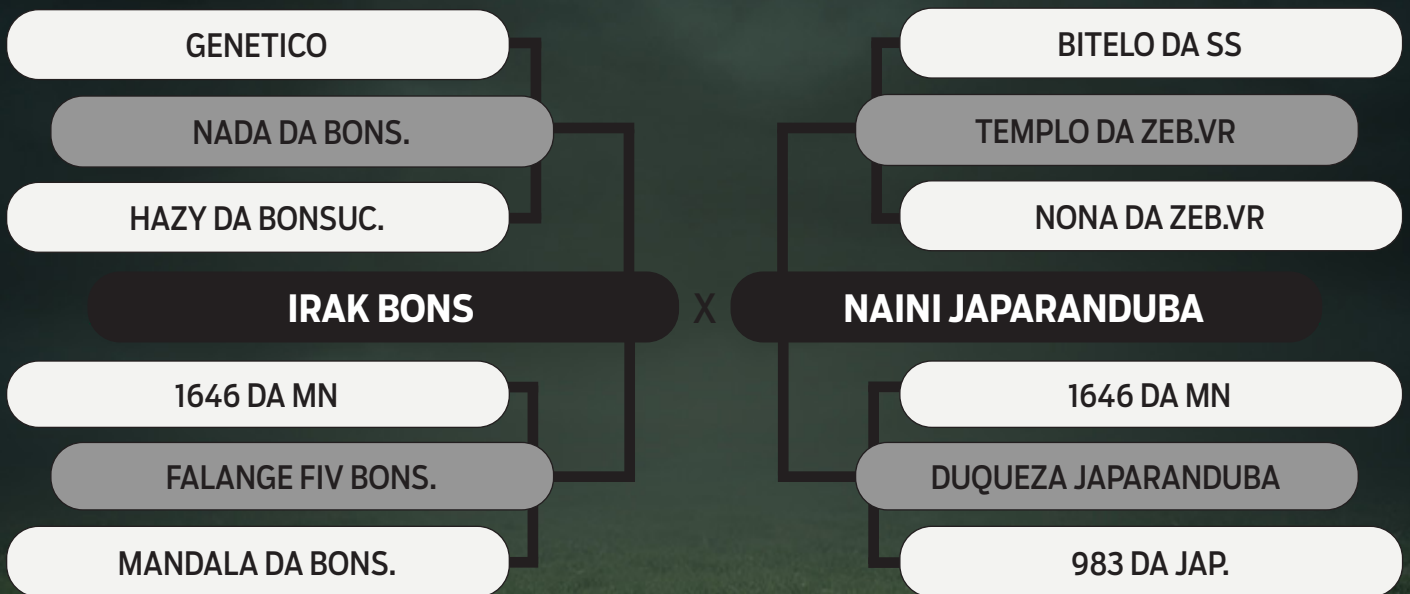 GENETICO
BITELO DA SS
NADA DA BONS.
TEMPLO DA ZEB.VR
HAZY DA BONSUC.
NONA DA ZEB.VR
IRAK BONS X NAINI JAPARANDUBA
1646 DA MN
1646 DA MN
FALANGE FIV BONS.
DUQUEZA JAPARANDUBA
MANDALA DA BONS.
983 DA JAP.